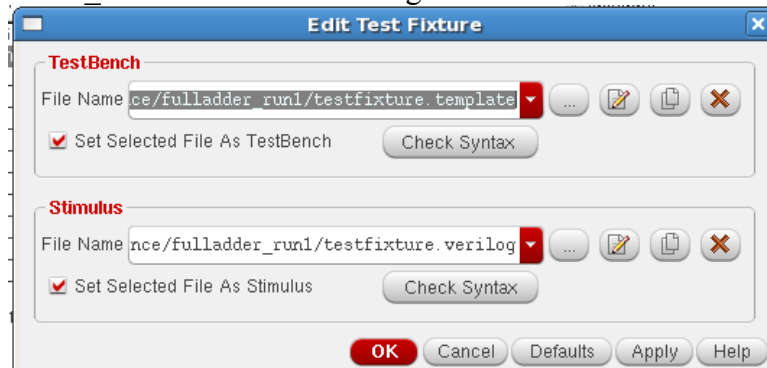 Edit Test Fixture
TestBench
File Name ce/fulladder_run1/testfixture.template ...
Set Selected File As TestBench Check Syntax
Stimulus
File Name nce/fulladder_run1/testfixture.verilog ...
Set Selected File As Stimulus Check Syntax
OK Cancel Defaults Apply Help